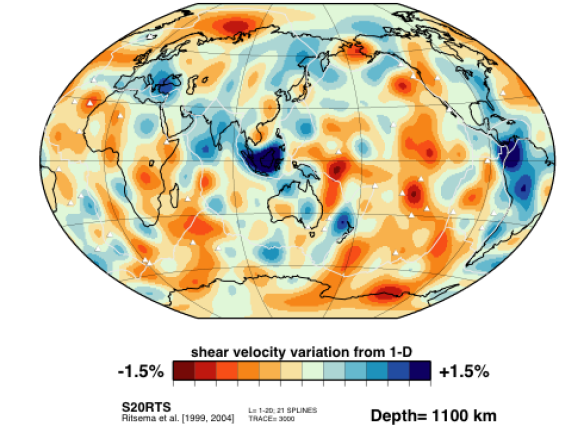 shear velocity variation from 1-D
-1.5% +1.5%
S20RTS
Ritsema et al. [1999, 2004]
L= 1-20; 21 SPLINES
TRACE= 3000
Depth= 1100 km